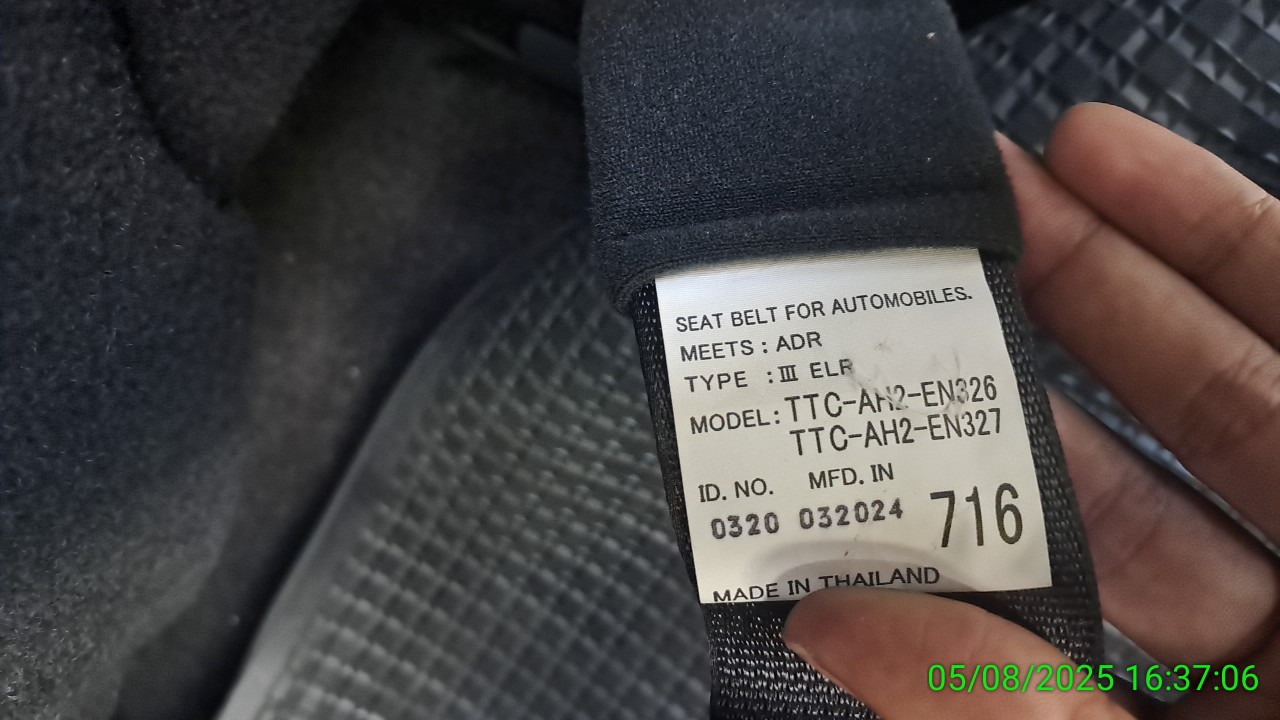 SEAT BELT FOR AUTOMOBILES.
MEETS : ADR
TYPE : III ELR
MODEL: TTC-AH2-EN326
TTC-AH2-EN327
ID. NO. MFD. IN
0320 032024 716
MADE IN THAILAND
05/08/2025 16:37:06